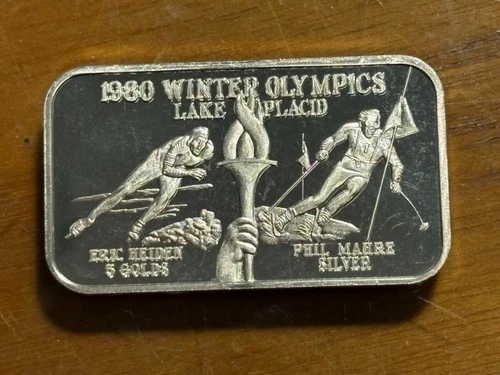 1980 WINTER OLYMPICS
LAKE PLACID
ERIC HEIDEN
5 GOLDS
PHIL MAHRE
SILVER